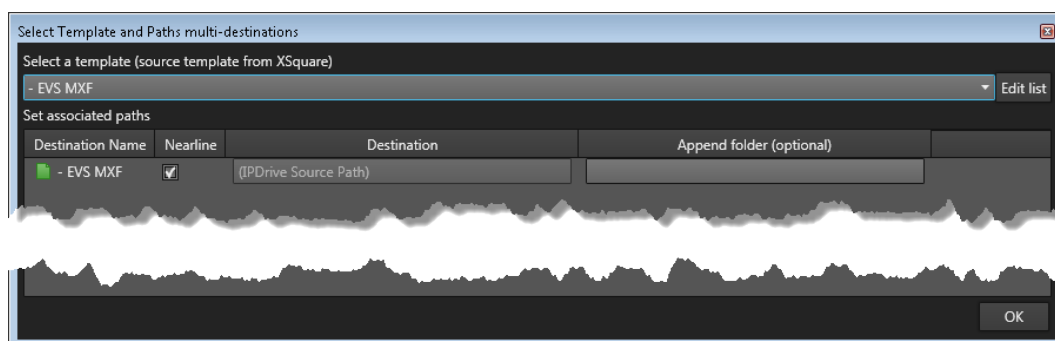 Select Template and Paths multi-destinations
Select a template (source template from XSquare)
- EVS MXF Edit list
Set associated paths
Destination Name Nearline Destination Append folder (optional)
- EVS MXF (IPDrive Source Path)
OK